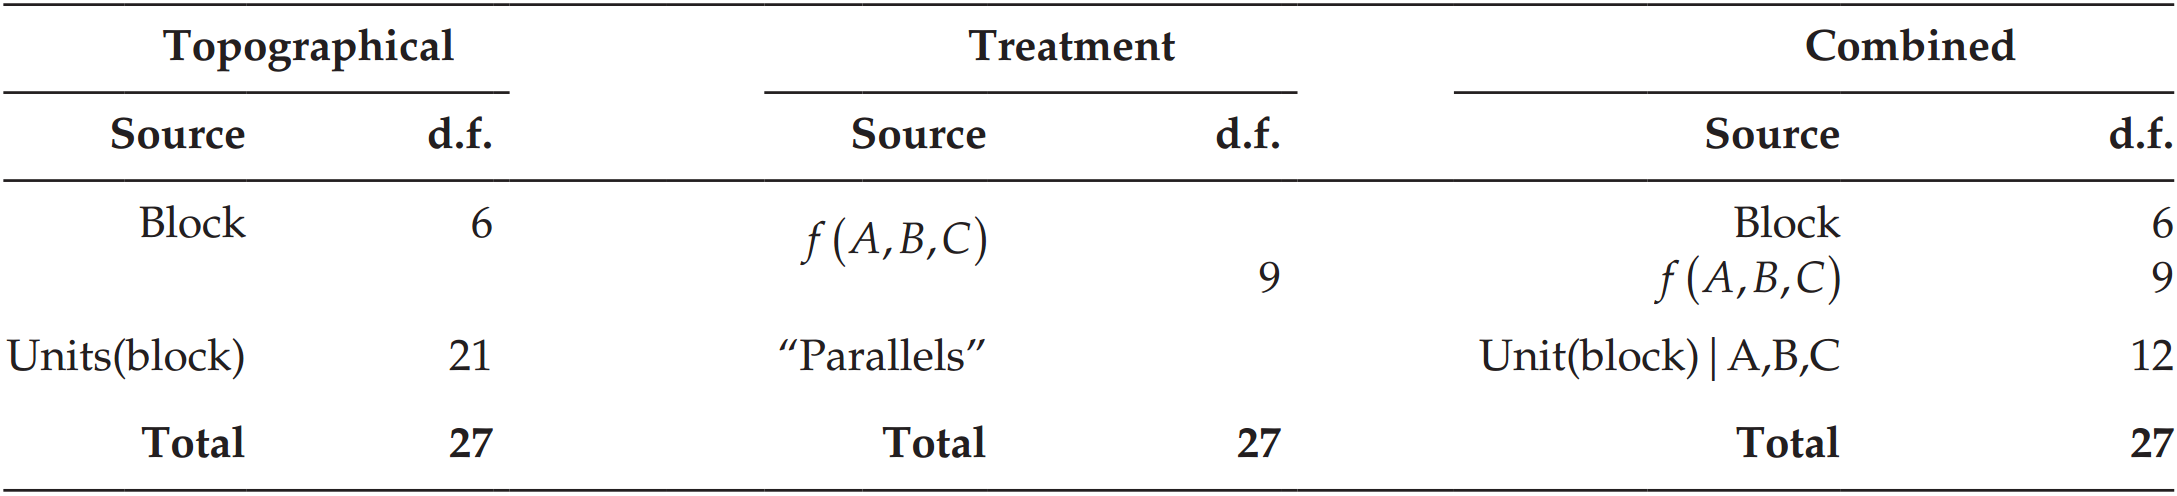 Topographical Treatment Combined
Source d.f. Source d.f. Source d.f.
Block 6 f (A, B, C) Block 6
9 f (A, B, C) 9
Units(block) 21 “Parallels” Unit(block)|A,B,C 12
Total 27 Total 27 Total 27